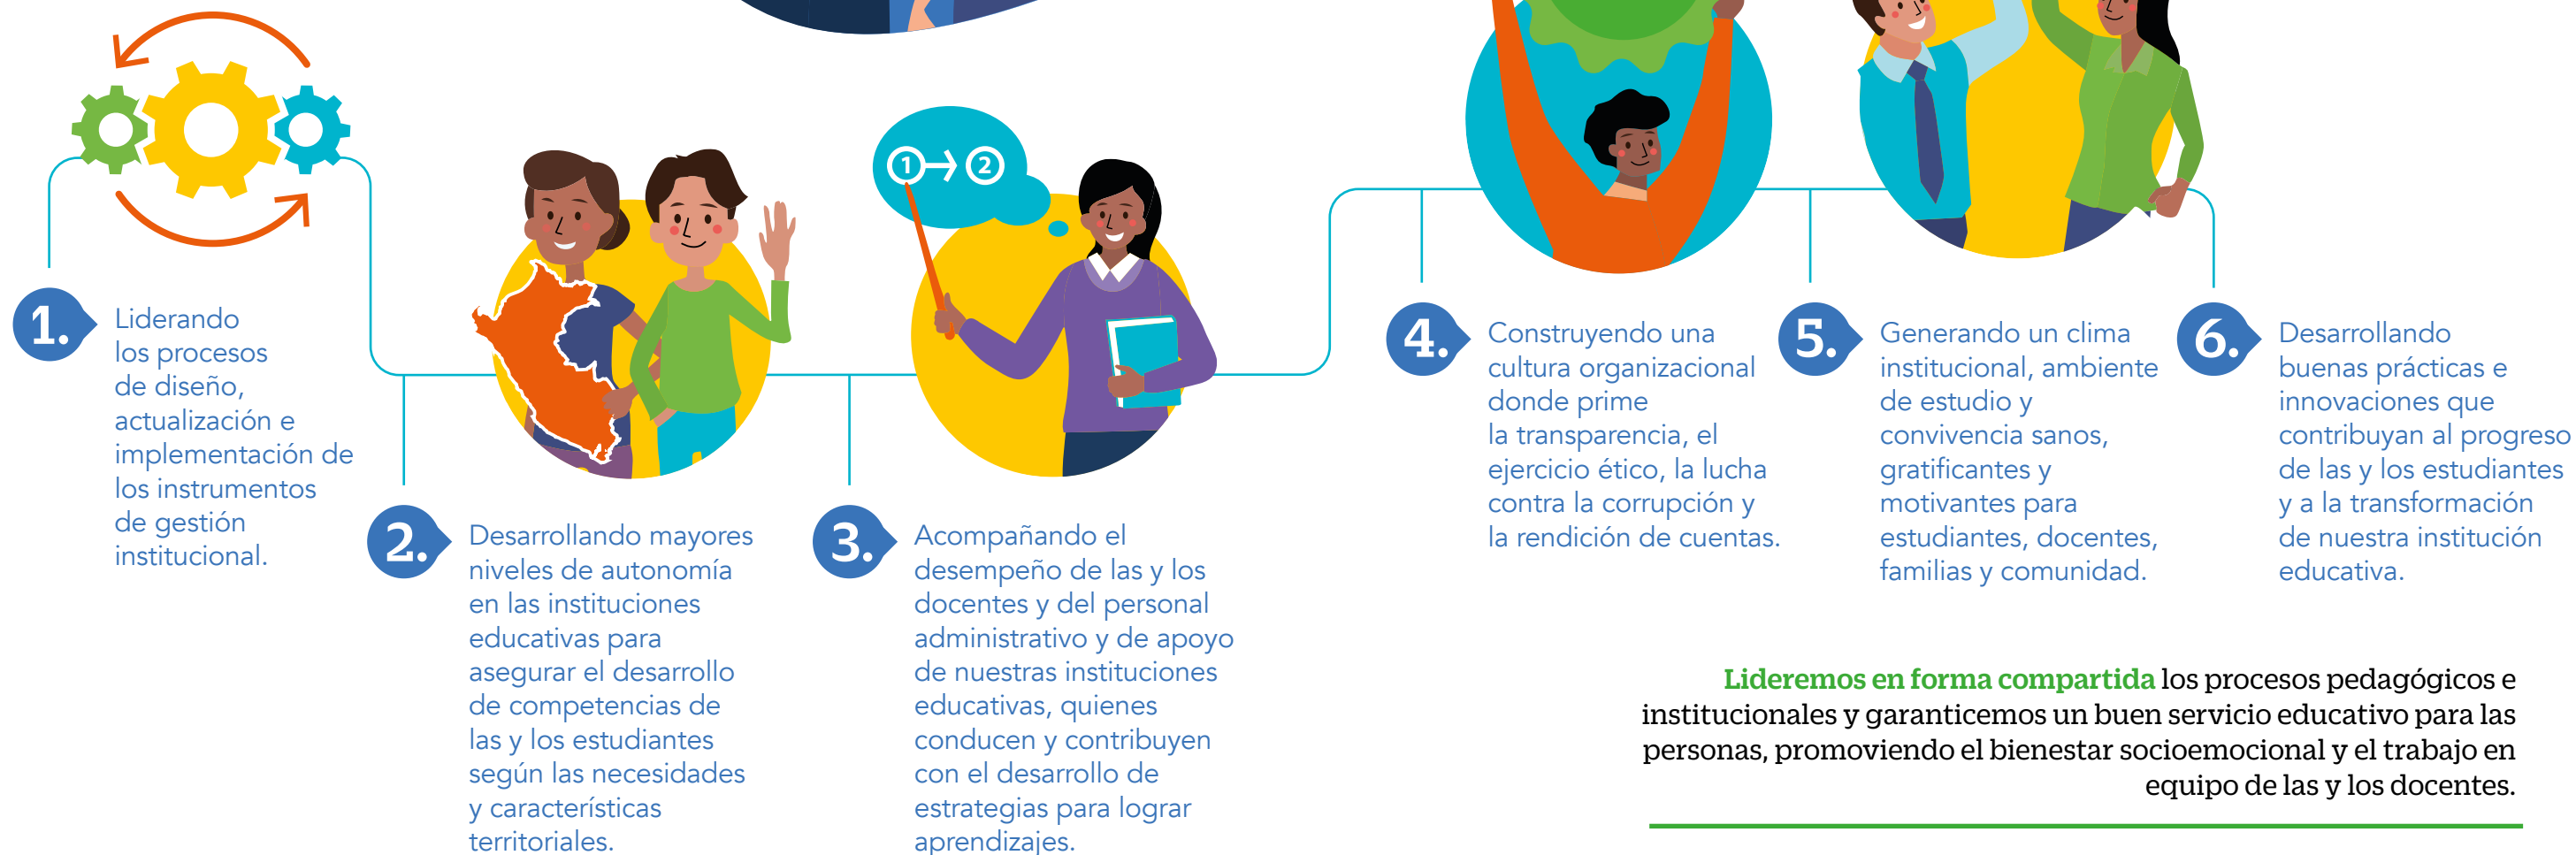 1 → 2
1.
Liderando
los procesos
de diseño,
actualización e
implementación de
los instrumentos
de gestión
institucional.
2.
Desarrollando mayores
niveles de autonomía
en las instituciones
educativas para
asegurar el desarrollo
de competencias de
las y los estudiantes
según las necesidades
y características
territoriales.
3.
Acompañando el
desempeño de las y los
docentes y del personal
administrativo y de apoyo
de nuestras instituciones
educativas, quienes
conducen y contribuyen
con el desarrollo de
estrategias para lograr
aprendizajes.
4.
Construyendo una
cultura organizacional
donde prime
la transparencia, el
ejercicio ético, la lucha
contra la corrupción y
la rendición de cuentas.
5.
Generando un clima
institucional, ambiente
de estudio y
convivencia sanos,
gratificantes y
motivantes para
estudiantes, docentes,
familias y comunidad.
6.
Desarrollando
buenas prácticas e
innovaciones que
contribuyan al progreso
de las y los estudiantes
y a la transformación
de nuestra institución
educativa.
Lideremos en forma compartida los procesos pedagógicos e
institucionales y garanticemos un buen servicio educativo para las
personas, promoviendo el bienestar socioemocional y el trabajo en
equipo de las y los docentes.